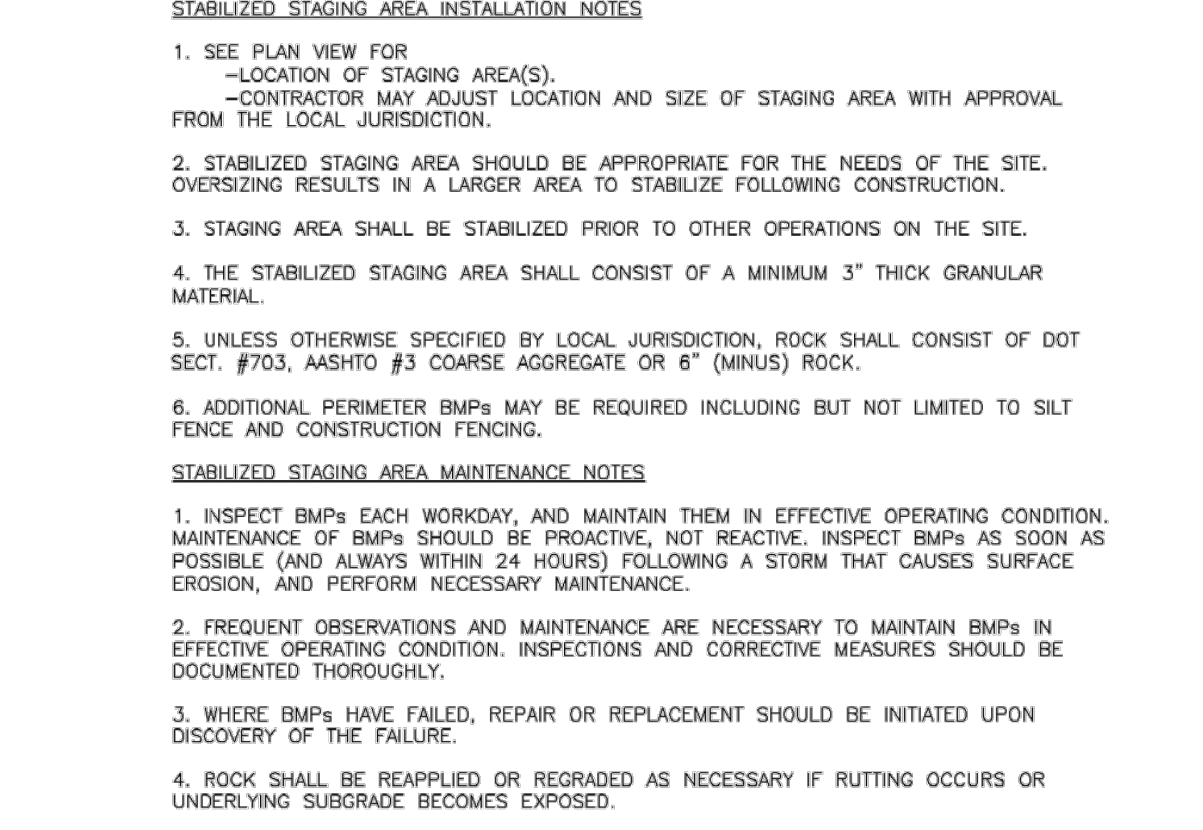 STABILIZED STAGING AREA INSTALLATION NOTES
1. SEE PLAN VIEW FOR
–LOCATION OF STAGING AREA(S).
–CONTRACTOR MAY ADJUST LOCATION AND SIZE OF STAGING AREA WITH APPROVAL
FROM THE LOCAL JURISDICTION.
2. STABILIZED STAGING AREA SHOULD BE APPROPRIATE FOR THE NEEDS OF THE SITE.
OVERSIZING RESULTS IN A LARGER AREA TO STABILIZE FOLLOWING CONSTRUCTION.
3. STAGING AREA SHALL BE STABILIZED PRIOR TO OTHER OPERATIONS ON THE SITE.
4. THE STABILIZED STAGING AREA SHALL CONSIST OF A MINIMUM 3" THICK GRANULAR
MATERIAL.
5. UNLESS OTHERWISE SPECIFIED BY LOCAL JURISDICTION, ROCK SHALL CONSIST OF DOT
SECT. #703, AASHTO #3 COARSE AGGREGATE OR 6" (MINUS) ROCK.
6. ADDITIONAL PERIMETER BMPs MAY BE REQUIRED INCLUDING BUT NOT LIMITED TO SILT
FENCE AND CONSTRUCTION FENCING.
STABILIZED STAGING AREA MAINTENANCE NOTES
1. INSPECT BMPs EACH WORKDAY, AND MAINTAIN THEM IN EFFECTIVE OPERATING CONDITION.
MAINTENANCE OF BMPs SHOULD BE PROACTIVE, NOT REACTIVE. INSPECT BMPs AS SOON AS
POSSIBLE (AND ALWAYS WITHIN 24 HOURS) FOLLOWING A STORM THAT CAUSES SURFACE
EROSION, AND PERFORM NECESSARY MAINTENANCE.
2. FREQUENT OBSERVATIONS AND MAINTENANCE ARE NECESSARY TO MAINTAIN BMPs IN
EFFECTIVE OPERATING CONDITION. INSPECTIONS AND CORRECTIVE MEASURES SHOULD BE
DOCUMENTED THOROUGHLY.
3. WHERE BMPs HAVE FAILED, REPAIR OR REPLACEMENT SHOULD BE INITIATED UPON
DISCOVERY OF THE FAILURE.
4. ROCK SHALL BE REAPPLIED OR REGRADED AS NECESSARY IF RUTTING OCCURS OR
UNDERLYING SUBGRADE BECOMES EXPOSED.